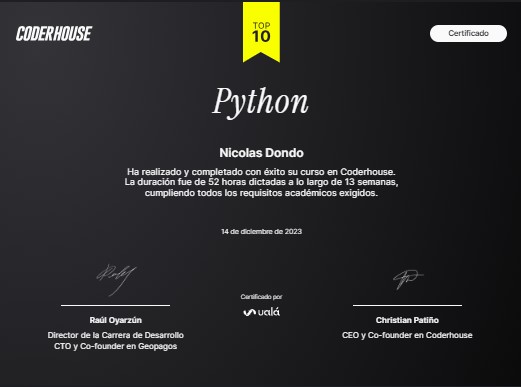 CODERHOUSE
TOP
10
Certificado
Python
Nicolas Dondo
Ha realizado y completado con éxito su curso en Coderhouse.
La duración fue de 52 horas dictadas a lo largo de 13 semanas,
cumpliendo todos los requisitos académicos exigidos.
14 de diciembre de 2023
Raúl Oyarzún
Director de la Carrera de Desarrollo
CTO y Co-founder en Geopagos
Certificado por
ualá
Christian Patiño
CEO y Co-founder en Coderhouse